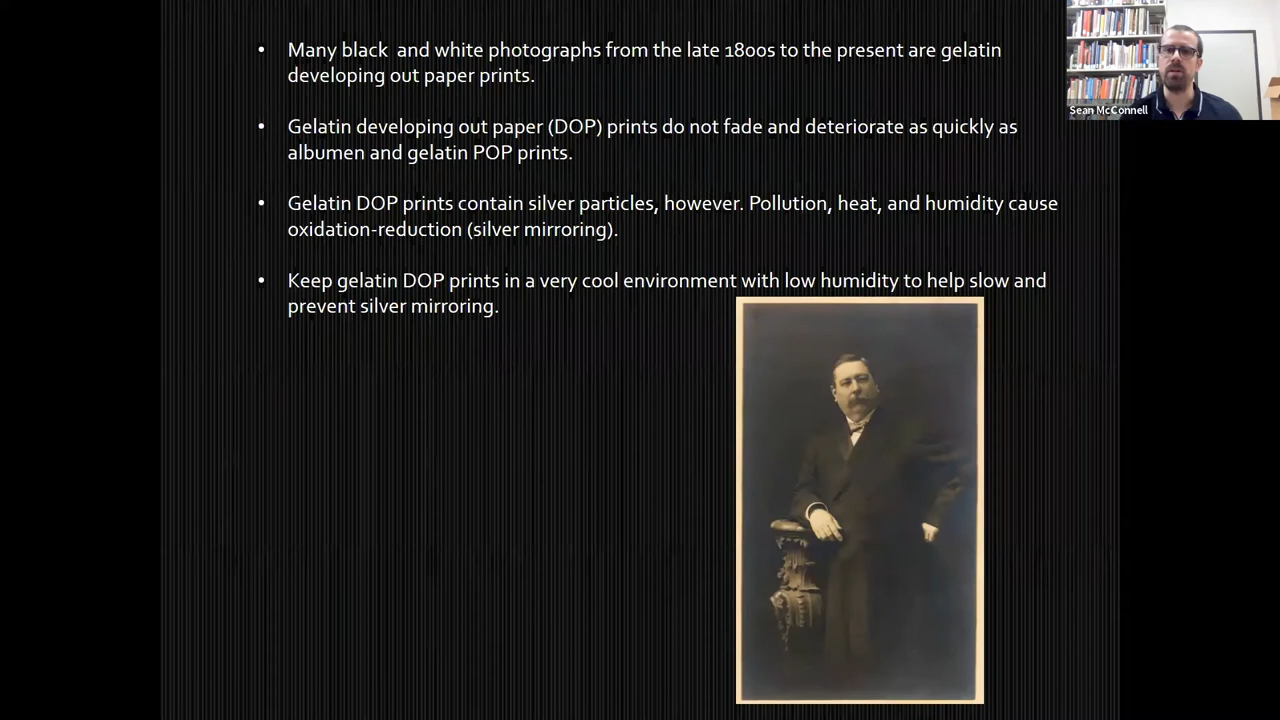 • Many black  and white photographs from the late 1800s to the present are gelatin
developing out paper prints.
• Gelatin developing out paper (DOP) prints do not fade and deteriorate as quickly as
albumen and gelatin POP prints.
• Gelatin DOP prints contain silver particles, however. Pollution, heat, and humidity cause
oxidation-reduction (silver mirroring).
• Keep gelatin DOP prints in a very cool environment with low humidity to help slow and
prevent silver mirroring.
Sean McConnell